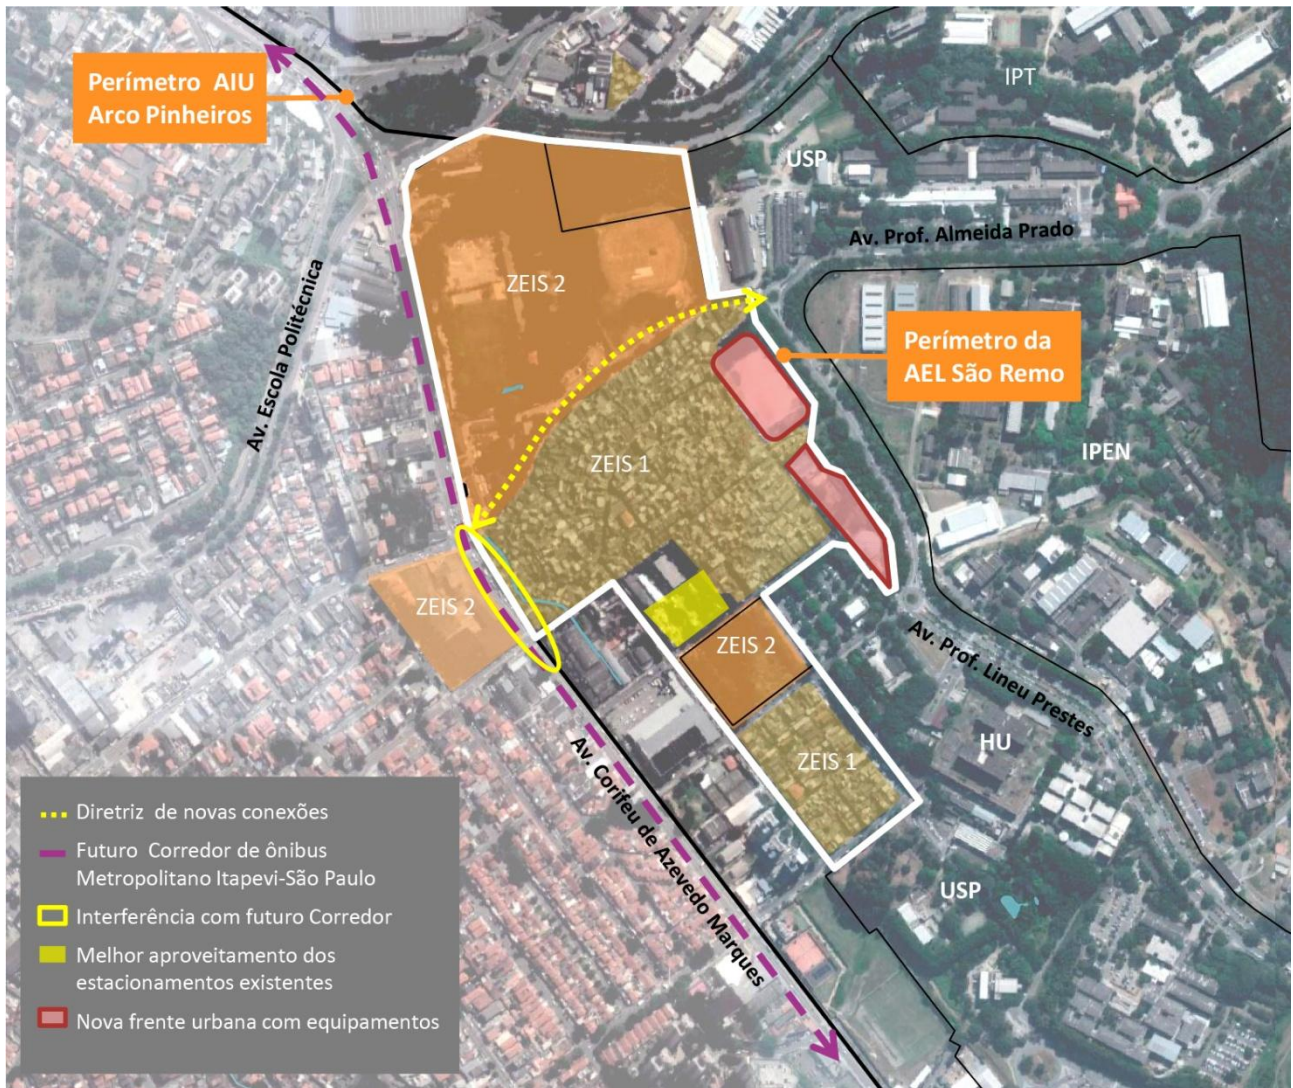 Perímetro AIU
Arco Pinheiros
IPT
USP
Av. Prof. Almeida Prado
ZEIS 2
Av. Escola Politécnica
Perímetro da
AEL São Remo
ZEIS 1
IPEN
ZEIS 2
ZEIS 2
Av. Prof. Lineu Prestes
HU
ZEIS 1
Av. Corifeu de Azevedo Marques
USP
Diretriz de novas conexões
Futuro Corredor de ônibus
Metropolitano Itapevi-São Paulo
Interferência com futuro Corredor
Melhor aproveitamento dos
estacionamentos existentes
Nova frente urbana com equipamentos